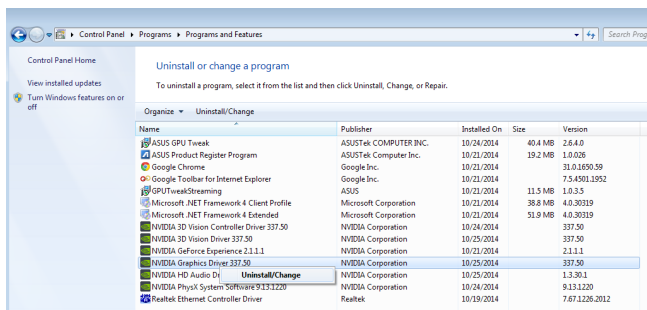 Control Panel ▸ Programs ▸ Programs and Features
Search Prog
Control Panel Home
View installed updates
Turn Windows features on or
off
Uninstall or change a program
To uninstall a program, select it from the list and then click Uninstall, Change, or Repair.
Organize Uninstall/Change
Name Publisher Installed On Size Version
ASUS GPU Tweak ASUSTek COMPUTER INC. 10/24/2014 40.4 MB 2.6.4.0
ASUS Product Register Program ASUSTek Computer Inc. 10/21/2014 19.2 MB 1.0.026
Google Chrome Google Inc. 10/21/2014 31.0.1650.59
Google Toolbar for Internet Explorer Google Inc. 10/21/2014 7.5.4501.1952
GPUTweakStreaming ASUS 10/21/2014 11.5 MB 1.0.3.5
Microsoft .NET Framework 4 Client Profile Microsoft Corporation 10/21/2014 38.8 MB 4.0.30319
Microsoft .NET Framework 4 Extended Microsoft Corporation 10/21/2014 51.9 MB 4.0.30319
NVIDIA 3D Vision Controller Driver 337.50 NVIDIA Corporation 10/24/2014 337.50
NVIDIA 3D Vision Driver 337.50 NVIDIA Corporation 10/25/2014 337.50
NVIDIA GeForce Experience 2.1.1.1 NVIDIA Corporation 10/21/2014 2.1.1.1
NVIDIA Graphics Driver 337.50 NVIDIA Corporation 10/25/2014 337.50
NVIDIA HD Audio Dr Uninstall/Change NVIDIA Corporation 10/25/2014 1.3.30.1
NVIDIA PhysX System Software 9.13.1220 NVIDIA Corporation 10/24/2014 9.13.1220
Realtek Ethernet Controller Driver Realtek 10/19/2014 7.67.1226.2012